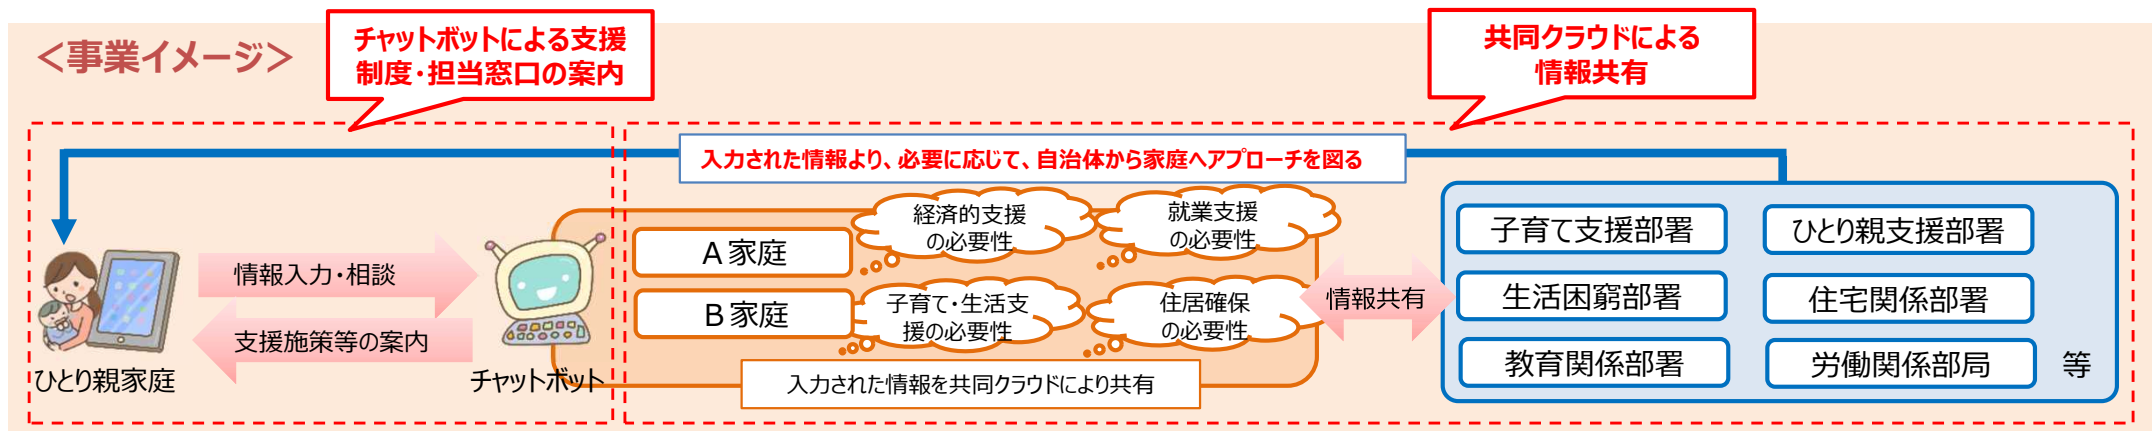 ＜事業イメージ＞
チャットボットによる支援
制度・担当窓口の案内
共同クラウドによる
情報共有
入力された情報より、必要に応じて、自治体から家庭へアプローチを図る
情報入力・相談
支援施策等の案内
ひとり親家庭
チャットボット
Ａ家庭
Ｂ家庭
経済的支援
の必要性
就業支援
の必要性
子育て・生活支
援の必要性
住居確保
の必要性
入力された情報を共同クラウドにより共有
情報共有
子育て支援部署
ひとり親支援部署
生活困窮部署
住宅関係部署
教育関係部署
労働関係部局
等